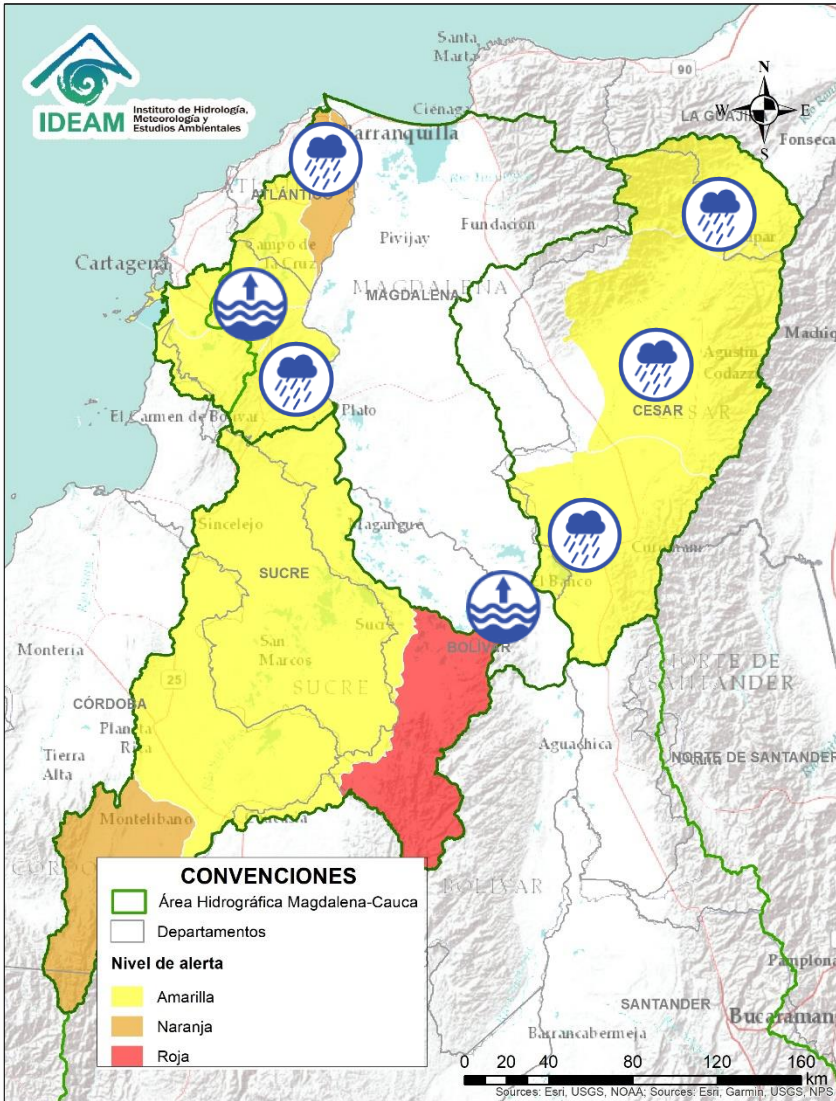 IDEAM
Instituto de Hidrología,
Meteorología y
Estudios Ambientales
Santa
Marta
90
N
W
E
S
LA GUAJIRA
Fonseca
Ciénaga
Barranquilla
ATLÁNTICO
Pivijay
Fundación
Campo de
la Cruz
Cartagena
MAGDALENA
MAGDALENA
Agustín
Codazzi
CESAR
El Carmen de Bolívar
Plato
Sincelejo
Magangue
SUCRE
El Banco
Sucre
BOLÍVAR
San
Marcos
SUCRE
Montería
25
NORTE DE
SANTANDER
CÓRDOBA
Planeta
Rica
Tierra
Alta
Aguachica
NORTE DE SANTANDER
Montelibano
BOLÍVAR
CONVENCIONES
Área Hidrográfica Magdalena-Cauca
Departamentos
Nivel de alerta
Amarilla
Naranja
Roja
Pamplona
SANTANDER
Bucaraman
Barrancabermeja
0 20 40 80 120 160
km
Sources: Esri, USGS, NOAA; Sources: Esri, Garmin, USGS, NPS